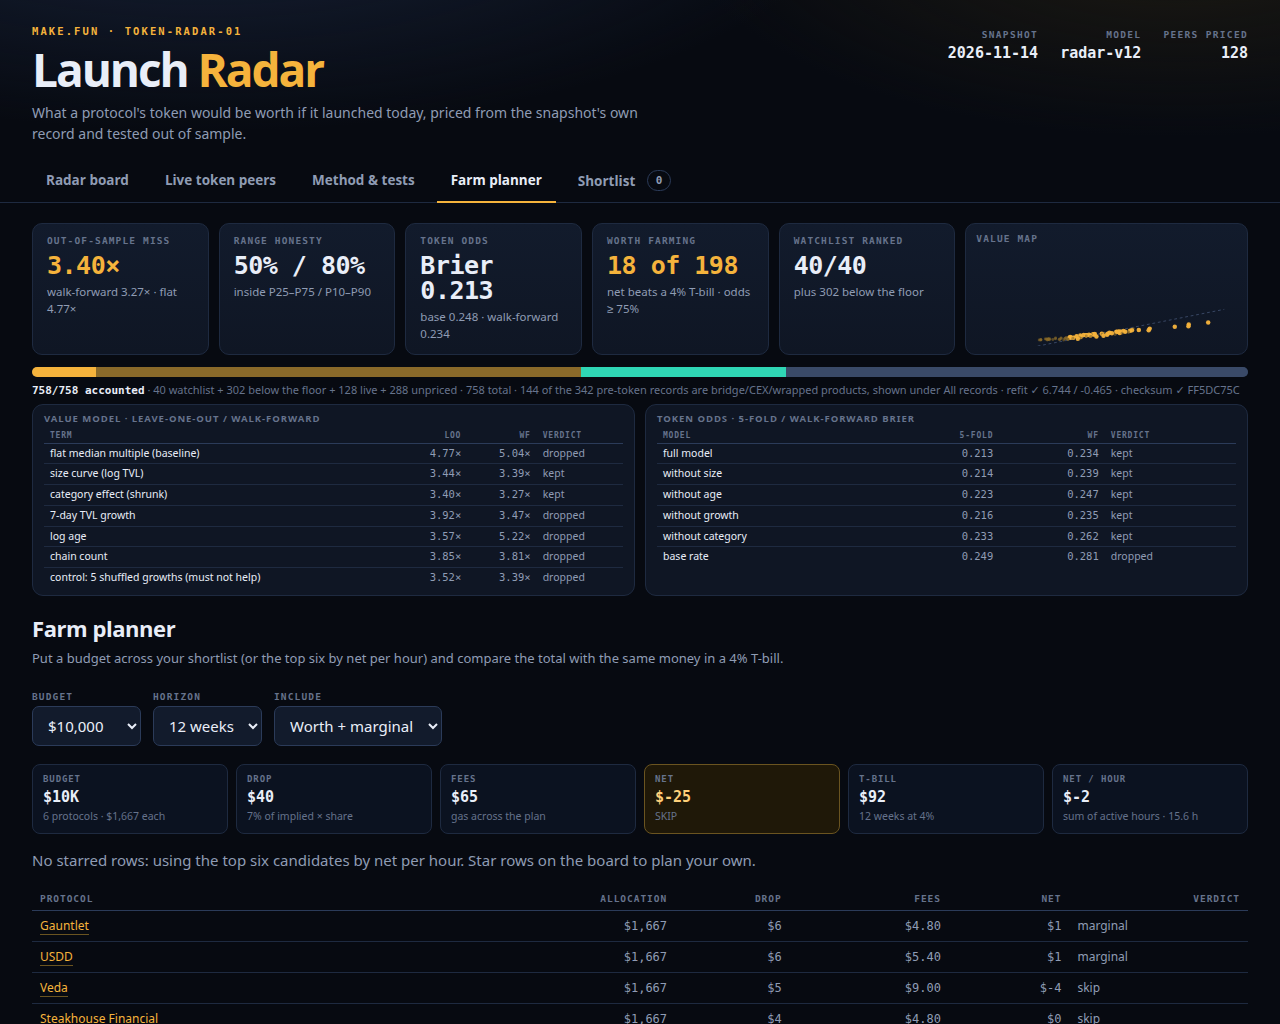 MAKE.FUN · TOKEN-RADAR-01
Launch Radar
What a protocol's token would be worth if it launched today, priced from the snapshot's own
record and tested out of sample.
SNAPSHOT MODEL PEERS PRICED
2026-11-14 radar-v12 128
Radar board Live token peers Method & tests Farm planner Shortlist 0
OUT-OF-SAMPLE MISS
3.40×
walk-forward 3.27× · flat
4.77×
RANGE HONESTY
50% / 80%
inside P25–P75 / P10–P90
TOKEN ODDS
Brier
0.213
base 0.248 · walk-forward
0.234
WORTH FARMING
18 of 198
net beats a 4% T-bill · odds
≥ 75%
WATCHLIST RANKED
40/40
plus 302 below the floor
VALUE MAP
758/758 accounted · 40 watchlist + 302 below the floor + 128 live + 288 unpriced · 758 total · 144 of the 342 pre-token records are bridge/CEX/wrapped products, shown under All records · refit ✓ 6.744 / -0.465 · checksum ✓ FF5DC75C
VALUE MODEL · LEAVE-ONE-OUT / WALK-FORWARD
TERM LOO WF VERDICT
flat median multiple (baseline) 4.77× 5.04× dropped
size curve (log TVL) 3.44× 3.39× kept
category effect (shrunk) 3.40× 3.27× kept
7-day TVL growth 3.92× 3.47× dropped
log age 3.57× 5.22× dropped
chain count 3.85× 3.81× dropped
control: 5 shuffled growths (must not help) 3.52× 3.39× dropped
TOKEN ODDS · 5-FOLD / WALK-FORWARD BRIER
MODEL 5-FOLD WF VERDICT
full model 0.213 0.234 kept
without size 0.214 0.239 kept
without age 0.223 0.247 kept
without growth 0.216 0.235 kept
without category 0.233 0.262 kept
base rate 0.249 0.281 dropped
Farm planner
Put a budget across your shortlist (or the top six by net per hour) and compare the total with the same money in a 4% T-bill.
BUDGET HORIZON INCLUDE
$10,000 12 weeks Worth + marginal
BUDGET
$10K
6 protocols · $1,667 each
DROP
$40
7% of implied × share
FEES
$65
gas across the plan
NET
$-25
SKIP
T-BILL
$92
12 weeks at 4%
NET / HOUR
$-2
sum of active hours · 15.6 h
No starred rows: using the top six candidates by net per hour. Star rows on the board to plan your own.
PROTOCOL ALLOCATION DROP FEES NET VERDICT
Gauntlet $1,667 $6 $4.80 $1 marginal
USDD $1,667 $6 $5.40 $1 marginal
Veda $1,667 $5 $9.00 $-4 skip
Steakhouse Financial $1,667 $4 $4.80 $0 skip